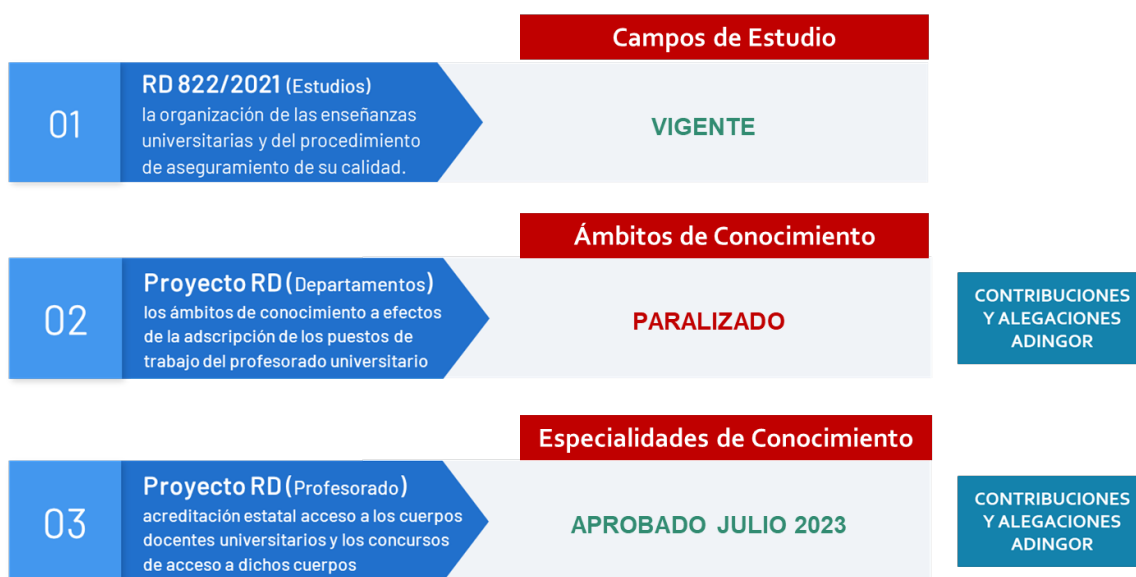 Campos de Estudio
01
RD 822/2021 (Estudios)
la organización de las enseñanzas
universitarias y del procedimiento
de aseguramiento de su calidad.
VIGENTE
Ámbitos de Conocimiento
02
Proyecto RD (Departamentos)
los ámbitos de conocimiento a efectos
de la adscripción de los puestos de
trabajo del profesorado universitario
PARALIZADO
CONTRIBUCIONES
Y ALEGACIONES
ADINGOR
Especialidades de Conocimiento
03
Proyecto RD (Profesorado)
acreditación estatal acceso a los cuerpos
docentes universitarios y los concursos
de acceso a dichos cuerpos
APROBADO JULIO 2023
CONTRIBUCIONES
Y ALEGACIONES
ADINGOR